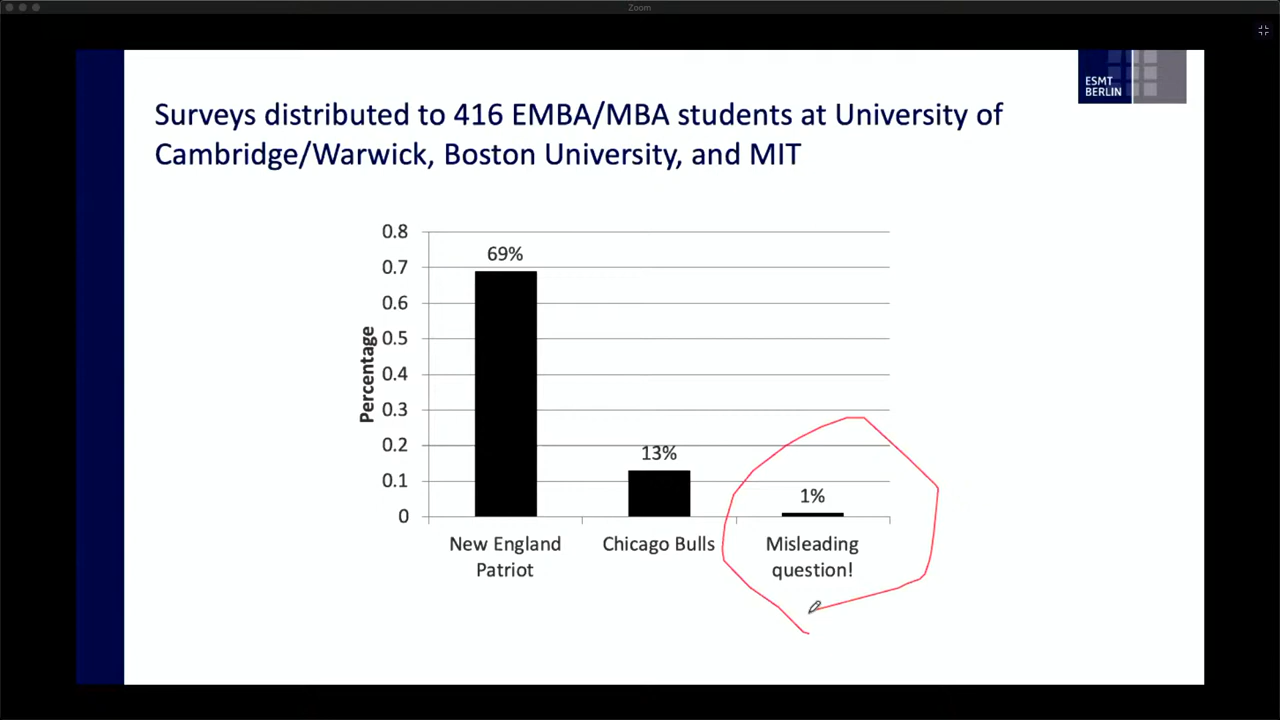 Zoom
ESMT
BERLIN
Surveys distributed to 416 EMBA/MBA students at University of
Cambridge/Warwick, Boston University, and MIT
Percentage
0.8
0.7
0.6
0.5
0.4
0.3
0.2
0.1
0
69%
13%
1%
New England
Patriot
Chicago Bulls
Misleading
question!